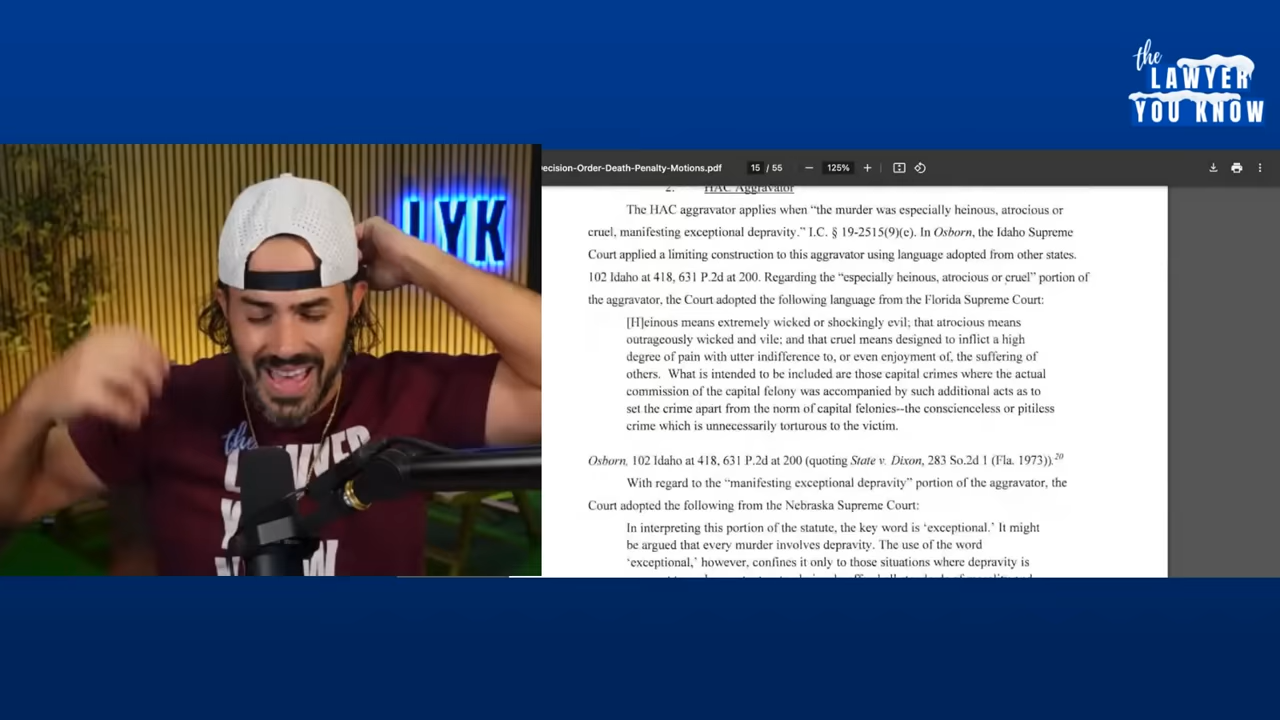 the
LAWYER
YOU KNOW
LYK
the
LAWYER
ecision-Order-Death-Penalty-Motions.pdf 15 / 55 125%
2. HAC Aggravator
The HAC aggravator applies when “the murder was especially heinous, atrocious or
cruel, manifesting exceptional depravity.” I.C. § 19-2515(9)(e). In Osborn, the Idaho Supreme
Court applied a limiting construction to this aggravator using language adopted from other states.
102 Idaho at 418, 631 P.2d at 200. Regarding the “especially heinous, atrocious or cruel” portion of
the aggravator, the Court adopted the following language from the Florida Supreme Court:
[H]einous means extremely wicked or shockingly evil; that atrocious means
outrageously wicked and vile; and that cruel means designed to inflict a high
degree of pain with utter indifference to, or even enjoyment of, the suffering of
others. What is intended to be included are those capital crimes where the actual
commission of the capital felony was accompanied by such additional acts as to
set the crime apart from the norm of capital felonies--the conscienceless or pitiless
crime which is unnecessarily torturous to the victim.
Osborn, 102 Idaho at 418, 631 P.2d at 200 (quoting State v. Dixon, 283 So.2d 1 (Fla. 1973)).20
With regard to the “manifesting exceptional depravity” portion of the aggravator, the
Court adopted the following from the Nebraska Supreme Court:
In interpreting this portion of the statute, the key word is ‘exceptional.’ It might
be argued that every murder involves depravity. The use of the word
‘exceptional,’ however, confines it only to those situations where depravity is